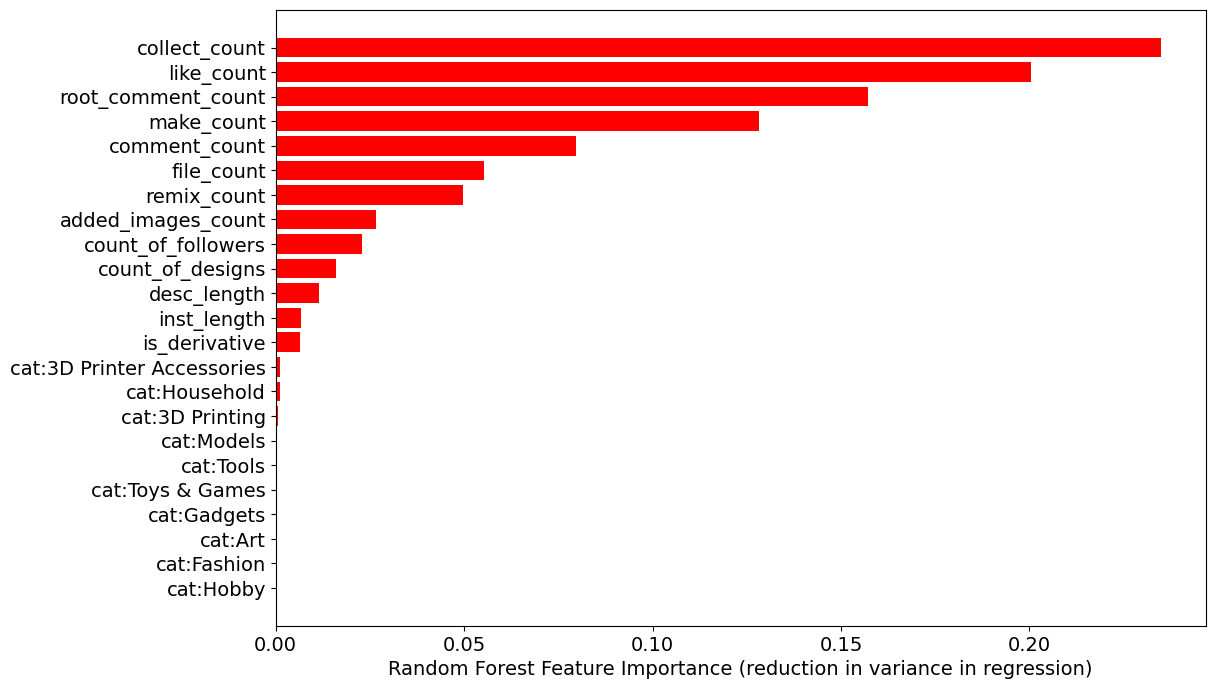 collect_count
like_count
root_comment_count
make_count
comment_count
file_count
remix_count
added_images_count
count_of_followers
count_of_designs
desc_length
inst_length
is_derivative
cat:3D Printer Accessories
cat:Household
cat:3D Printing
cat:Models
cat:Tools
cat:Toys & Games
cat:Gadgets
cat:Art
cat:Fashion
cat:Hobby
0.00 0.05 0.10 0.15 0.20
Random Forest Feature Importance (reduction in variance in regression)